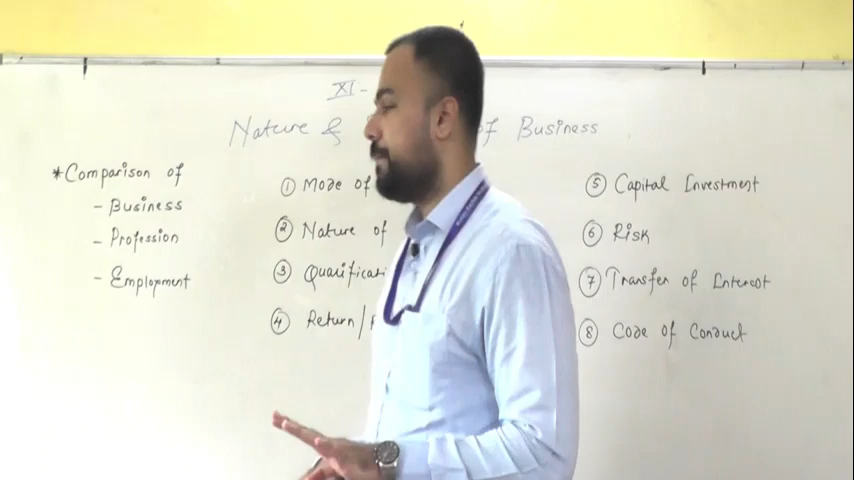 XI-
Nature & of Business
*Comparison of
- Business
- Profession
- Employment
① Mode of
② Nature of
③ Qualificati
④ Return/
⑤ Capital Investment
⑥ Risk
⑦ Transfer of Interest
⑧ Code of Conduct